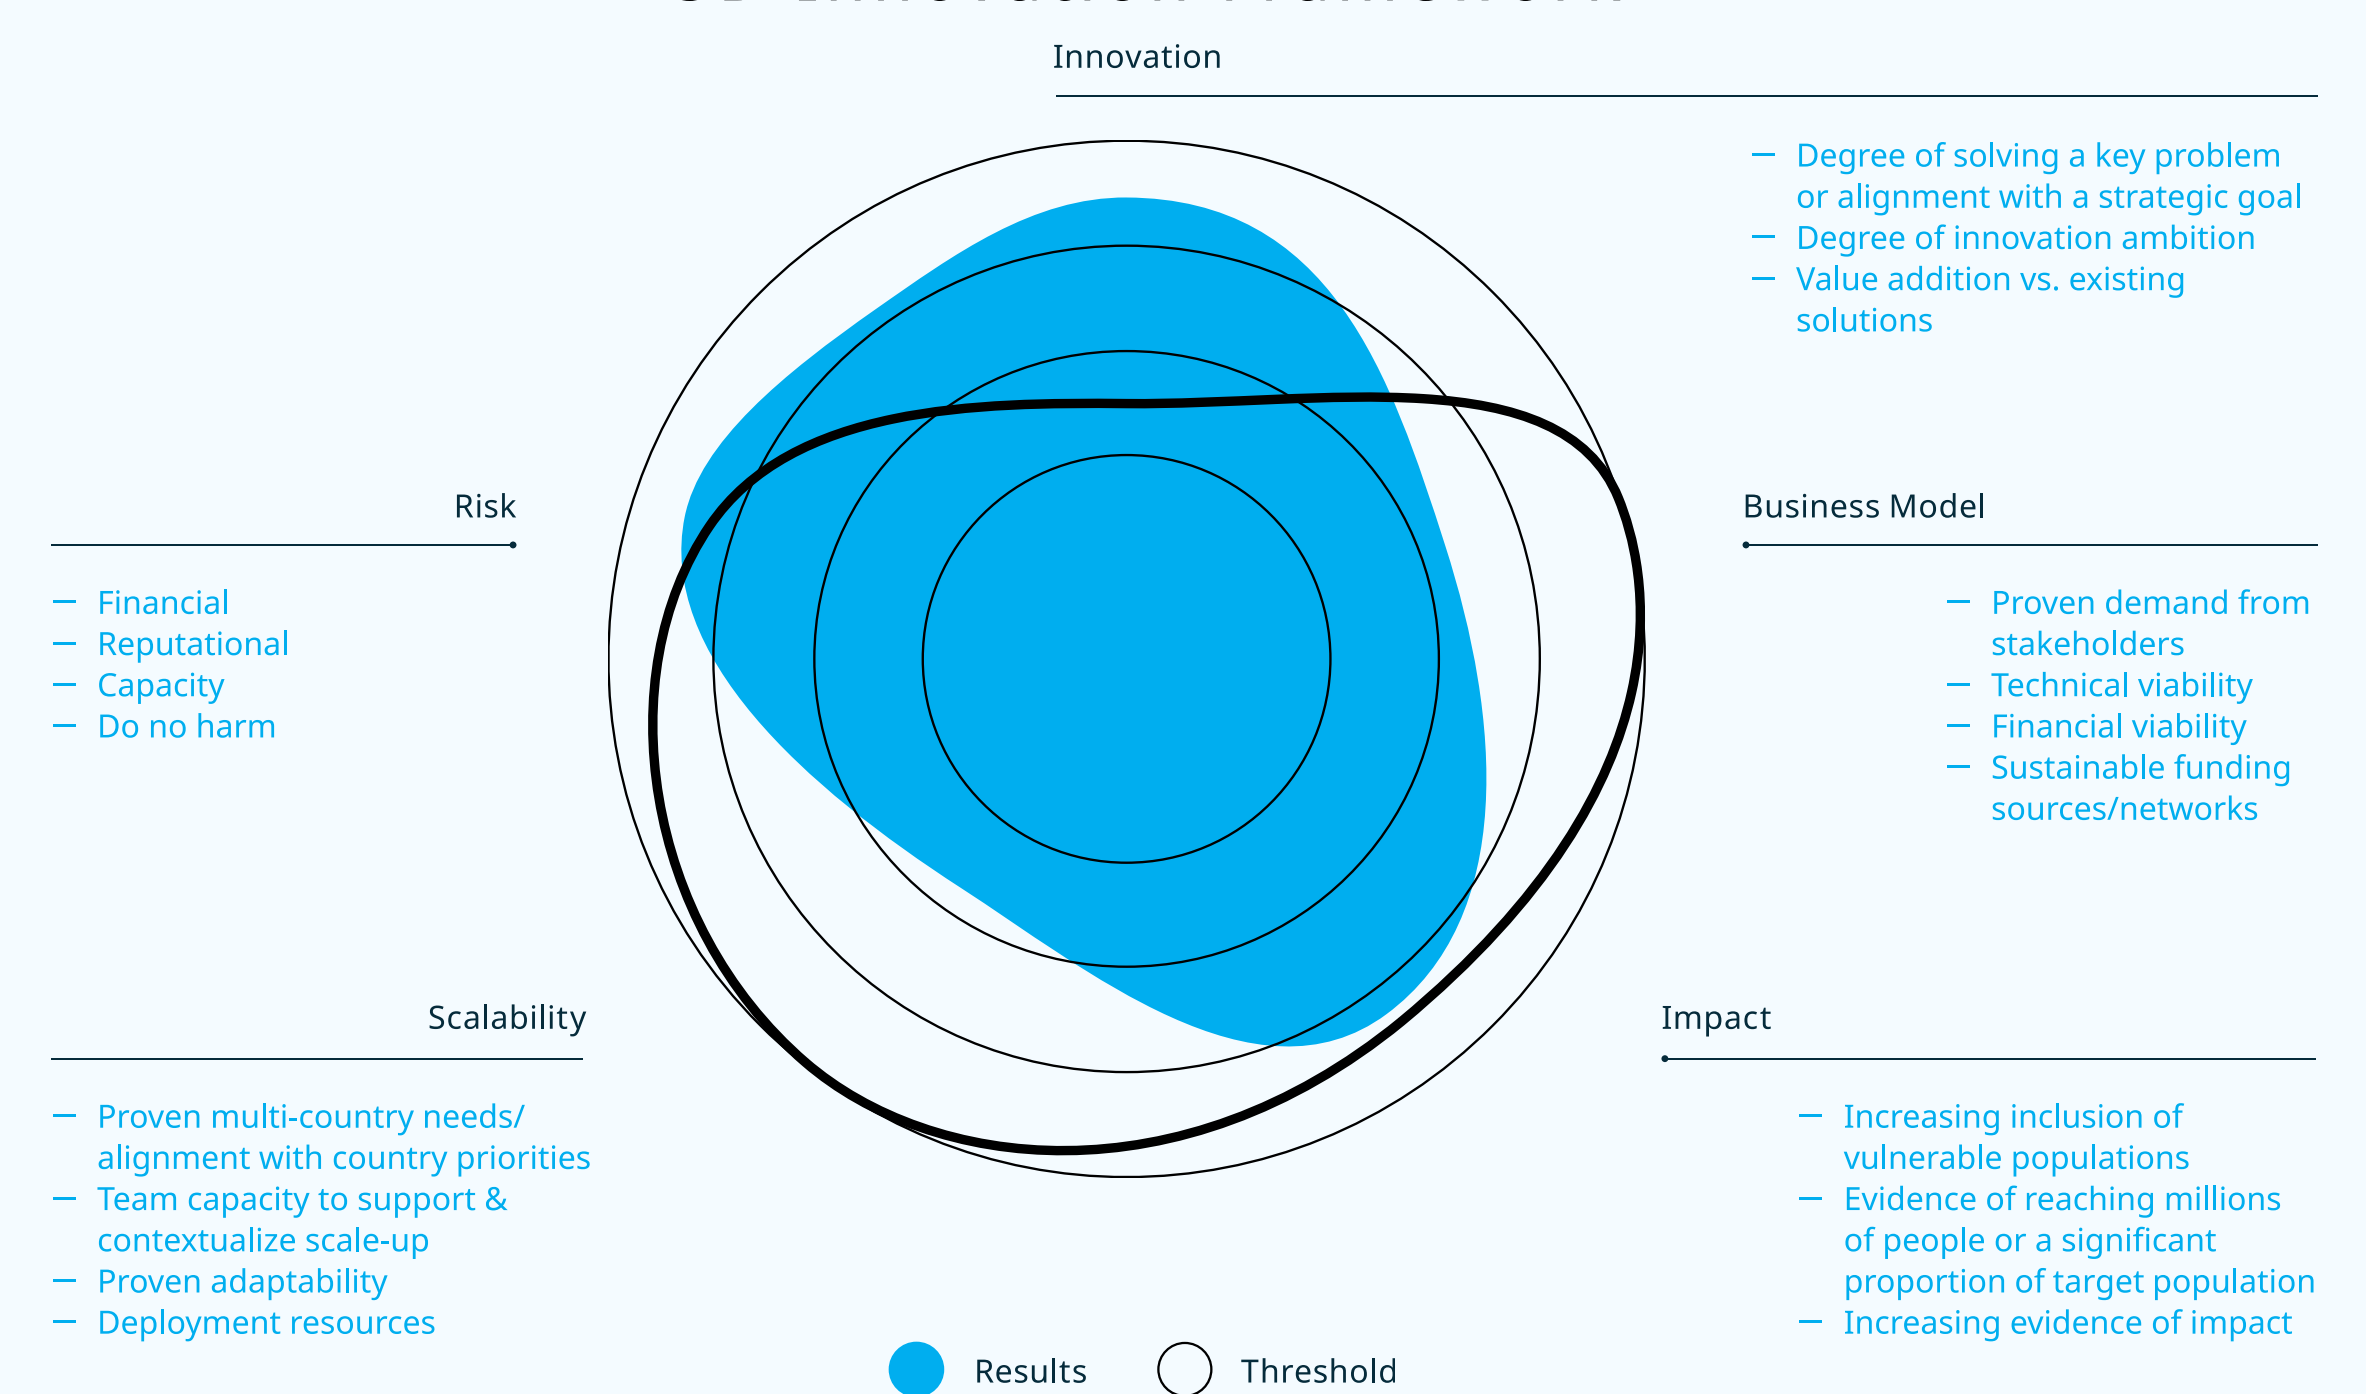 Innovation
— Degree of solving a key problem
or alignment with a strategic goal
— Degree of innovation ambition
— Value addition vs. existing
solutions
Risk
— Financial
— Reputational
— Capacity
— Do no harm
Business Model
— Proven demand from
stakeholders
— Technical viability
— Financial viability
— Sustainable funding
sources/networks
Scalability
— Proven multi-country needs/
alignment with country priorities
— Team capacity to support &
contextualize scale-up
— Proven adaptability
— Deployment resources
Impact
— Increasing inclusion of
vulnerable populations
— Evidence of reaching millions
of people or a significant
proportion of target population
— Increasing evidence of impact
Results
Threshold